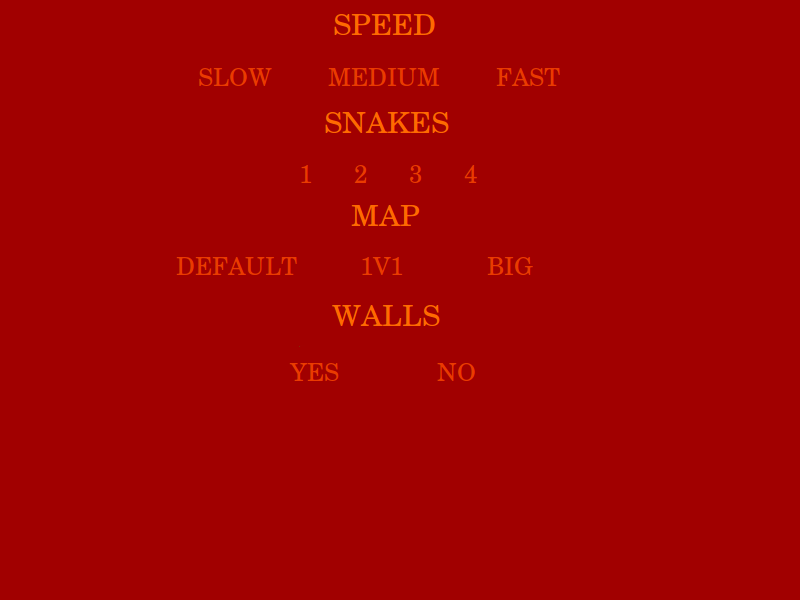 SPEED
SLOW MEDIUM FAST
SNAKES
1 2 3 4
MAP
DEFAULT 1V1 BIG
WALLS
YES NO